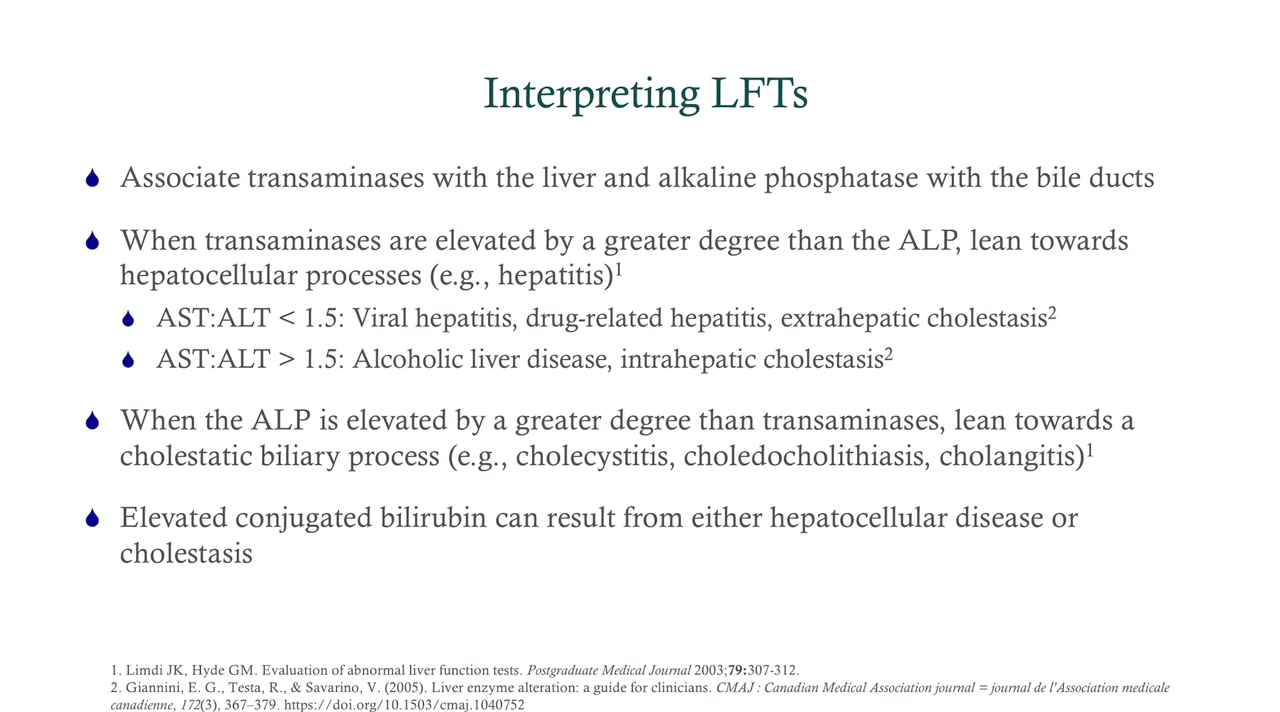 Interpreting LFTs
Associate transaminases with the liver and alkaline phosphatase with the bile ducts
When transaminases are elevated by a greater degree than the ALP, lean towards
hepatocellular processes (e.g., hepatitis)¹
AST:ALT < 1.5: Viral hepatitis, drug-related hepatitis, extrahepatic cholestasis²
AST:ALT > 1.5: Alcoholic liver disease, intrahepatic cholestasis²
When the ALP is elevated by a greater degree than transaminases, lean towards a
cholestatic biliary process (e.g., cholecystitis, choledocholithiasis, cholangitis)¹
Elevated conjugated bilirubin can result from either hepatocellular disease or
cholestasis
1. Limdi JK, Hyde GM. Evaluation of abnormal liver function tests. Postgraduate Medical Journal 2003;79:307-312.
2. Giannini, E. G., Testa, R., & Savarino, V. (2005). Liver enzyme alteration: a guide for clinicians. CMAJ : Canadian Medical Association journal = journal de l'Association medicale
canadienne, 172(3), 367–379. https://doi.org/10.1503/cmaj.1040752